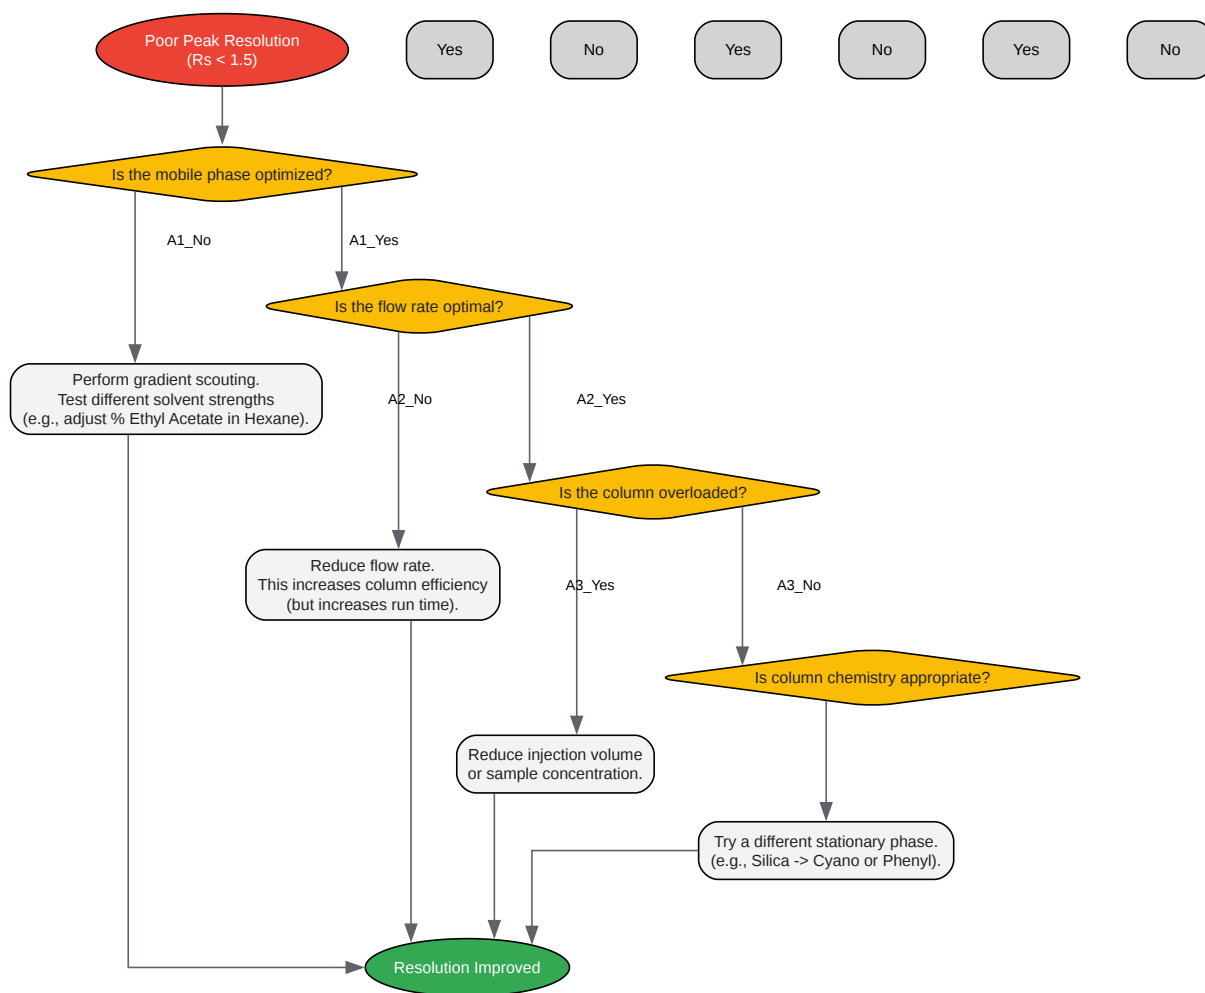 Poor Peak Resolution
(Rs < 1.5)
Yes
No
Yes
No
Yes
No
Is the mobile phase optimized?
A1_No
A1_Yes
Is the flow rate optimal?
Perform gradient scouting.
Test different solvent strengths
(e.g., adjust % Ethyl Acetate in Hexane).
A2_No
A2_Yes
Is the column overloaded?
Reduce flow rate.
This increases column efficiency
(but increases run time).
A3_Yes
A3_No
Is column chemistry appropriate?
Reduce injection volume
or sample concentration.
Try a different stationary phase.
(e.g., Silica -> Cyano or Phenyl).
Resolution Improved